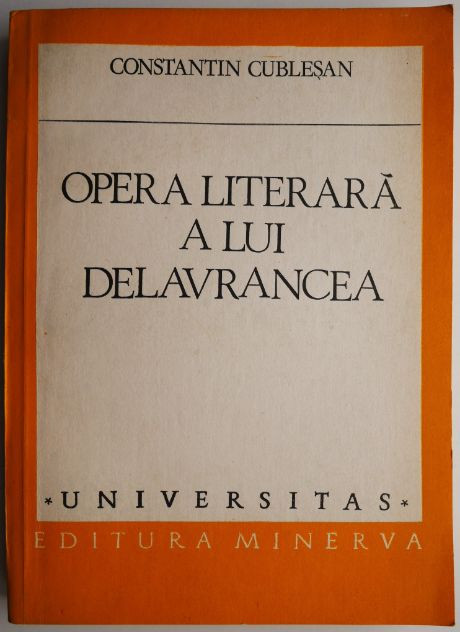 CONSTANTIN CUBLEȘAN
OPERA LITERARĂ
A LUI
DELAVRANCEA
*UNIVERSITAS*
EDITURA MINERVA